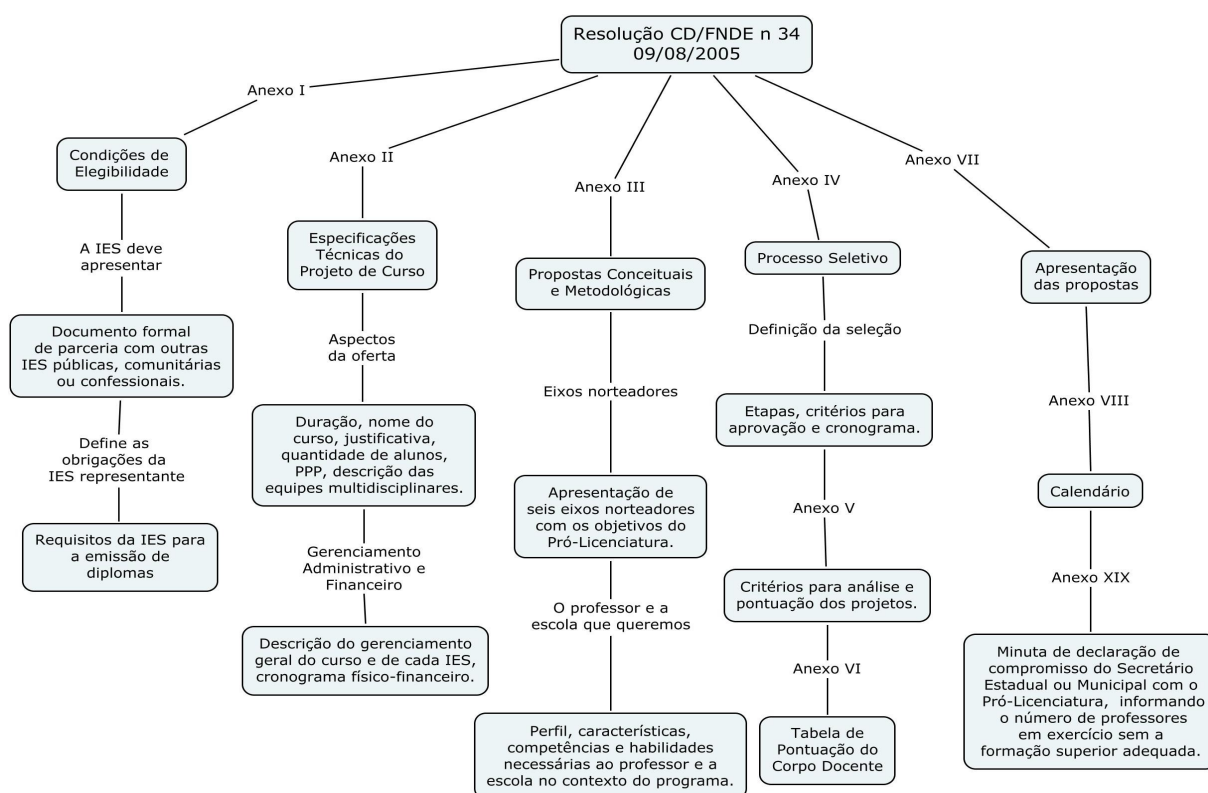 Resolução CD/FNDE n 34
09/08/2005
Anexo I
Condições de
Elegibilidade
A IES deve
apresentar
Documento formal
de parceria com outras
IES públicas, comunitárias
ou confessionais.
Define as
obrigações da
IES representante
Requisitos da IES para
a emissão de
diplomas
Anexo II
Especificações
Técnicas do
Projeto de Curso
Aspectos
da oferta
Duração, nome do
curso, justificativa,
quantidade de alunos,
PPP, descrição das
equipes multidisciplinares.
Gerenciamento
Administrativo e
Financeiro
Descrição do gerenciamento
geral do curso e de cada IES,
cronograma físico-financeiro.
Anexo III
Propostas Conceituais
e Metodológicas
Eixos norteadores
Apresentação de
seis eixos norteadores
com os objetivos do
Pró-Licenciatura.
O professor e a
escola que queremos
Perfil, características,
competências e habilidades
necessárias ao professor e a
escola no contexto do programa.
Anexo IV
Processo Seletivo
Definição da seleção
Etapas, critérios para
aprovação e cronograma.
Anexo V
Critérios para análise e
pontuação dos projetos.
Anexo VI
Tabela de
Pontuação do
Corpo Docente
Anexo VII
Apresentação
das propostas
Anexo VIII
Calendário
Anexo XIX
Minuta de declaração de
compromisso do Secretário
Estadual ou Municipal com o
Pró-Licenciatura, informando
o número de professores
em exercício sem a
formação superior adequada.